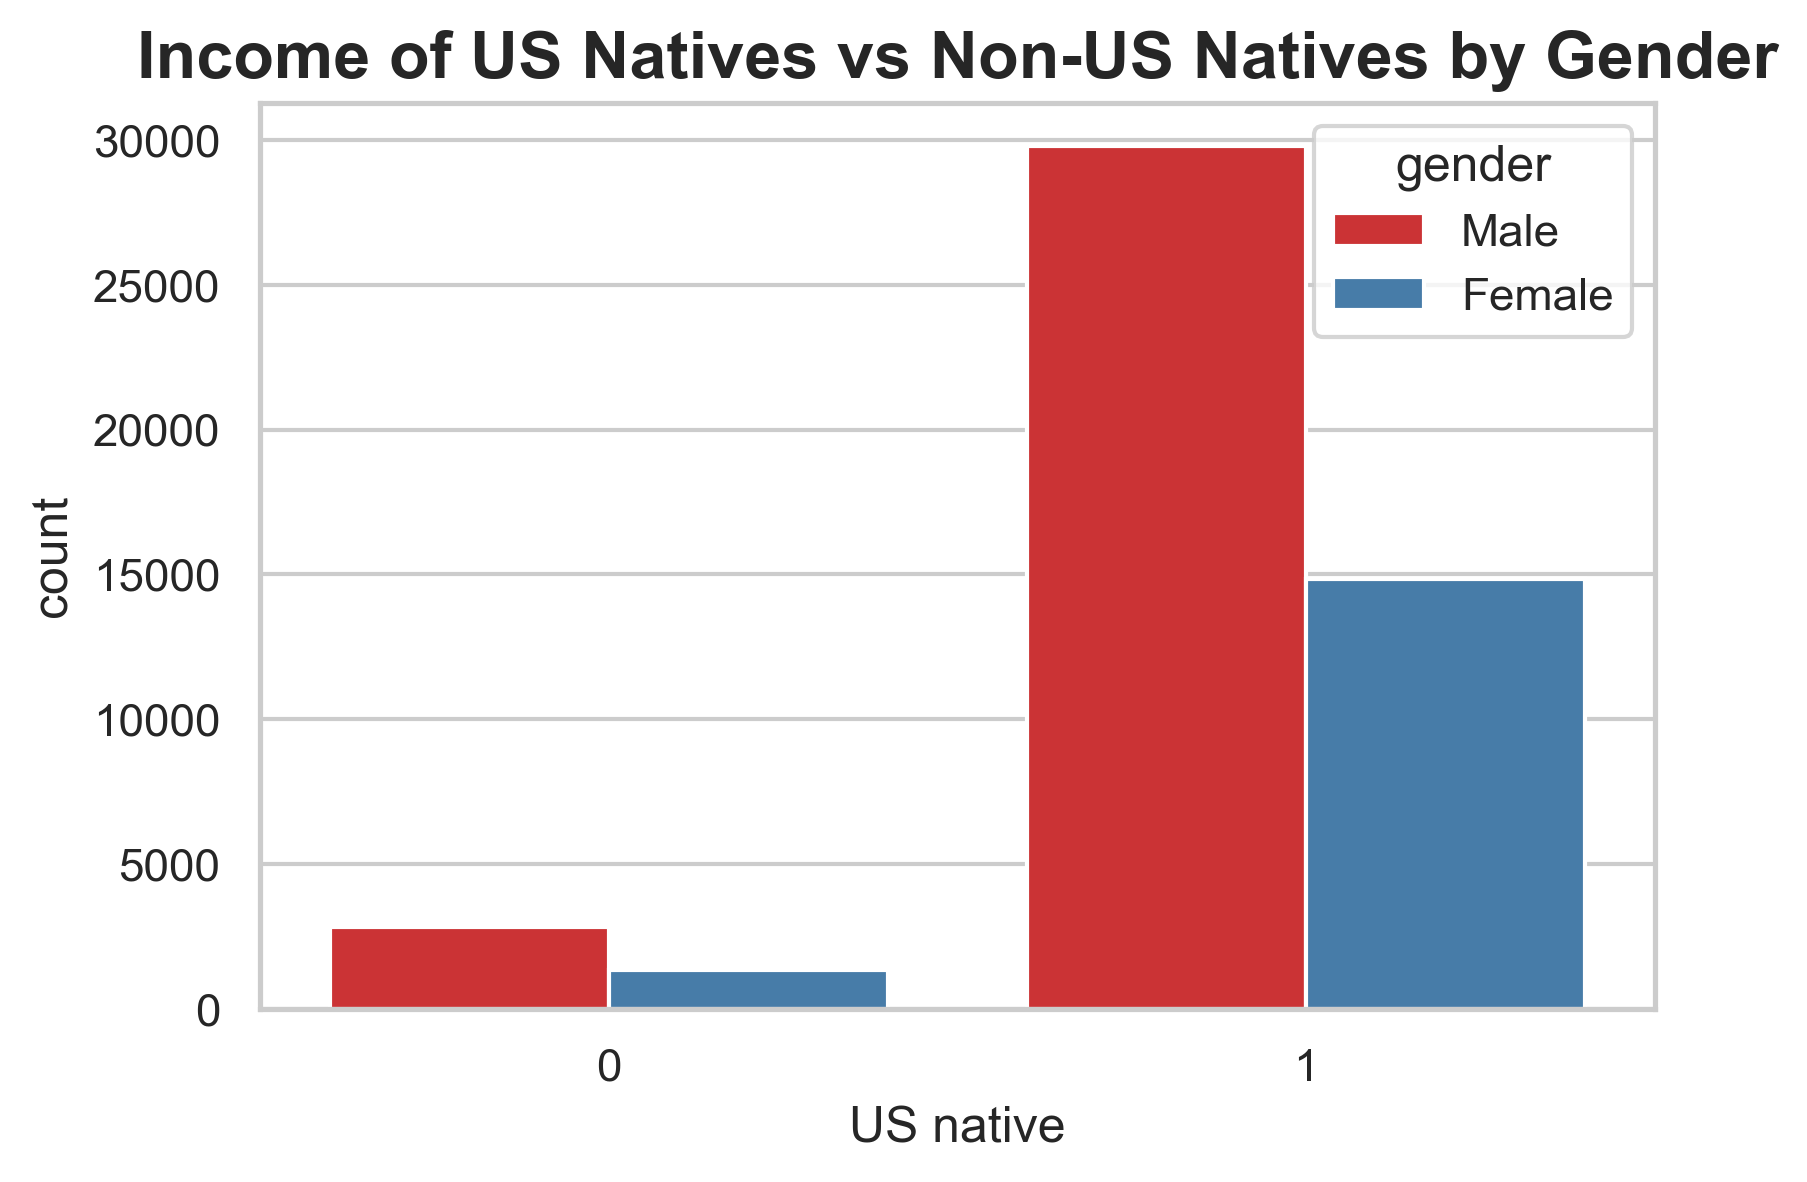 Income of US Natives vs Non-US Natives by Gender
30000
25000
20000
15000
10000
5000
0
count
gender
Male
Female
0 1
US native